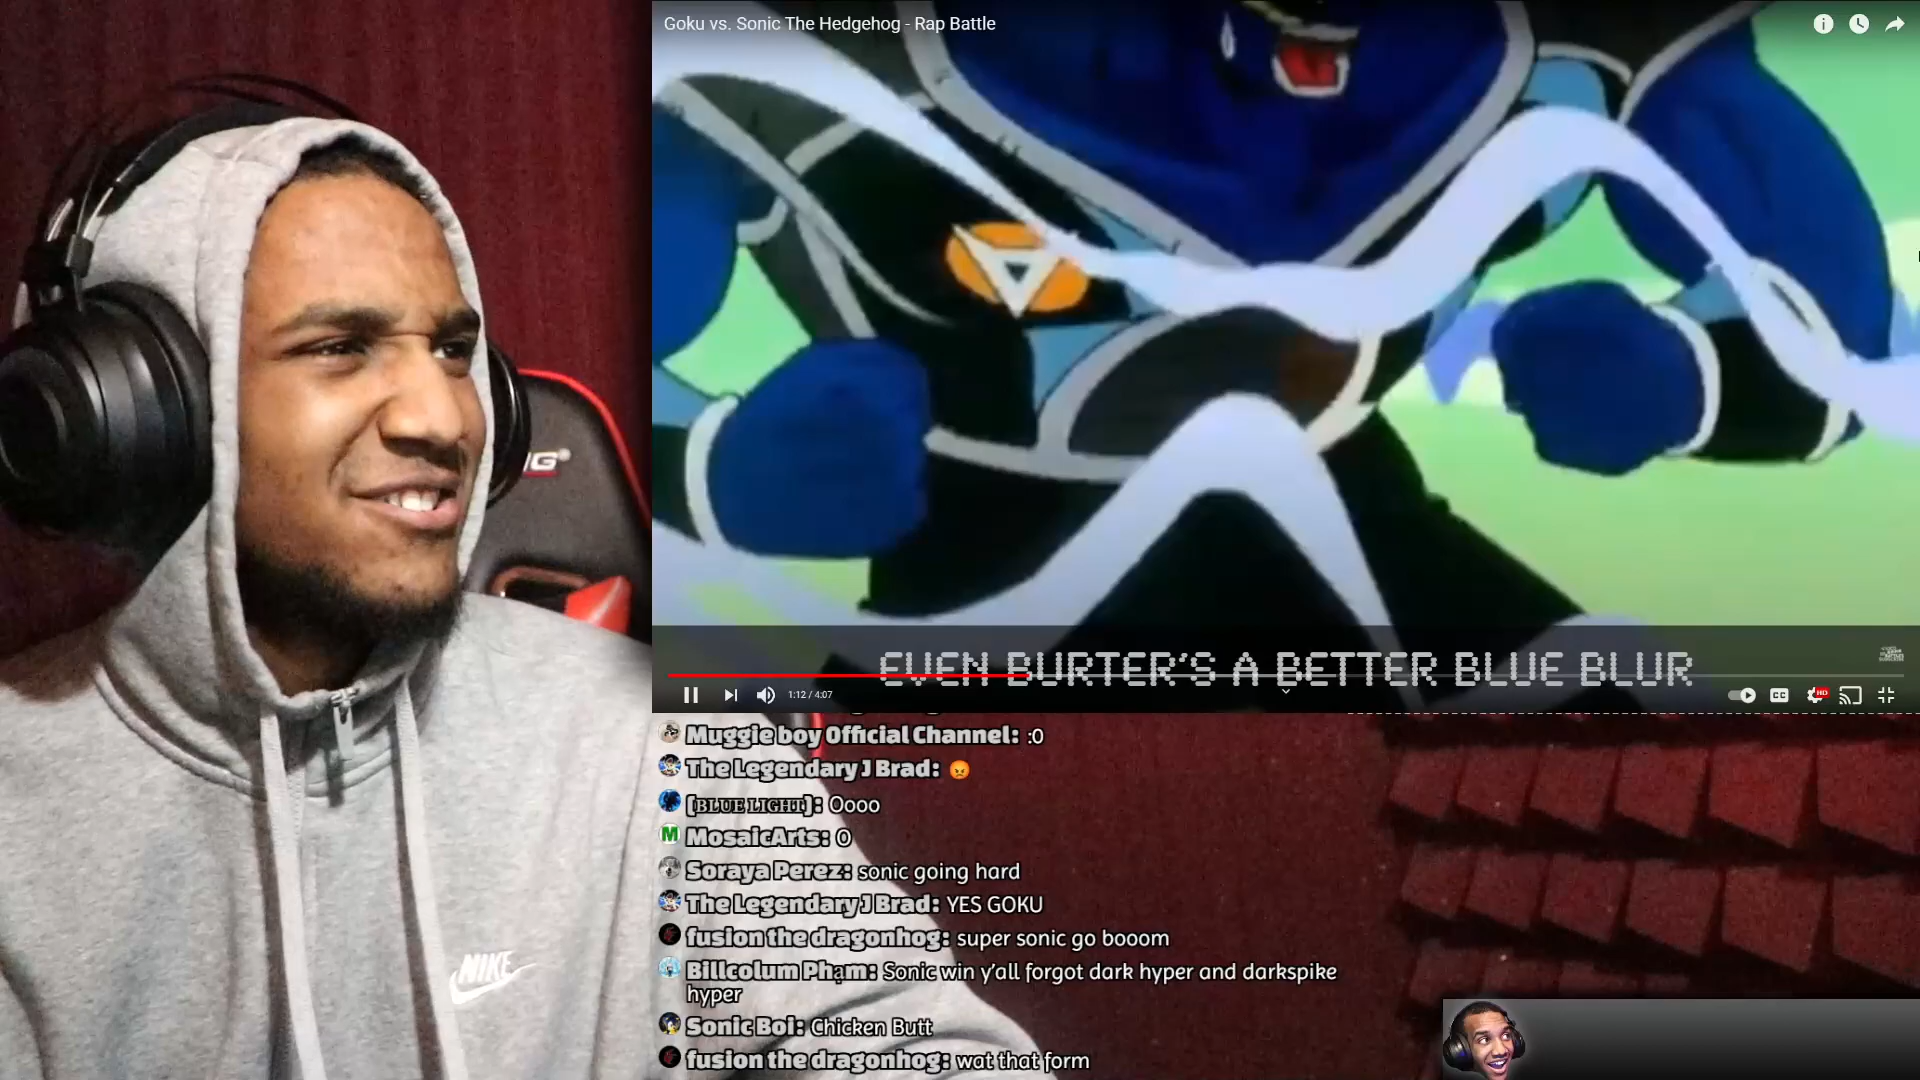 Goku vs. Sonic The Hedgehog - Rap Battle
EVEN BURTER'S A BETTER BLUE BLUR
1:12 / 4:07
CC
HD
G®
Muggie boy Official Channel: :0
The Legendary J Brad: 😡
[BLUE LIGHT]: Oooo
MosaicArts: O
Soraya Perez: sonic going hard
The Legendary J Brad: YES GOKU
fusion the dragonhog: super sonic go booom
Billcolum Phạm: Sonic win y'all forgot dark hyper and darkspike
hyper
Sonic Boi: Chicken Butt
fusion the dragonhog: wat that form
NIKE